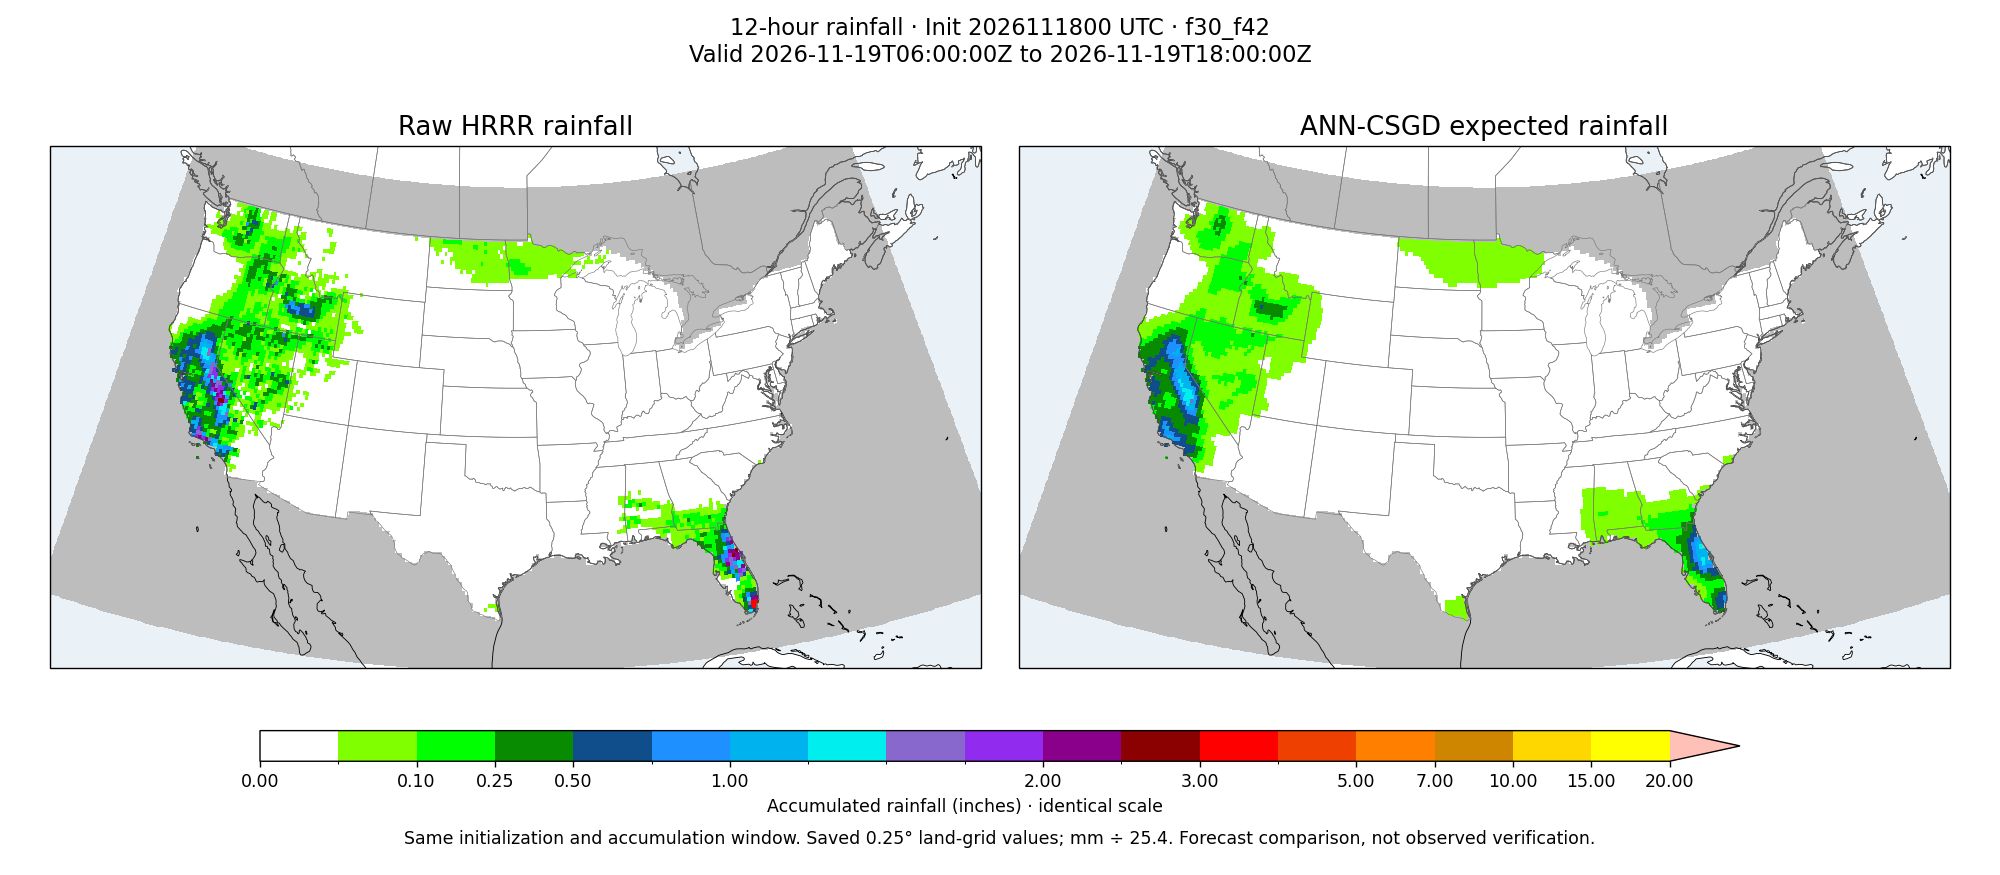 12-hour rainfall · Init 2026111800 UTC · f30_f42
Valid 2026-11-19T06:00:00Z to 2026-11-19T18:00:00Z
Raw HRRR rainfall
ANN-CSGD expected rainfall
0.00 0.10 0.25 0.50 1.00 2.00 3.00 5.00 7.00 10.00 15.00 20.00
Accumulated rainfall (inches) · identical scale
Same initialization and accumulation window. Saved 0.25° land-grid values; mm ÷ 25.4. Forecast comparison, not observed verification.